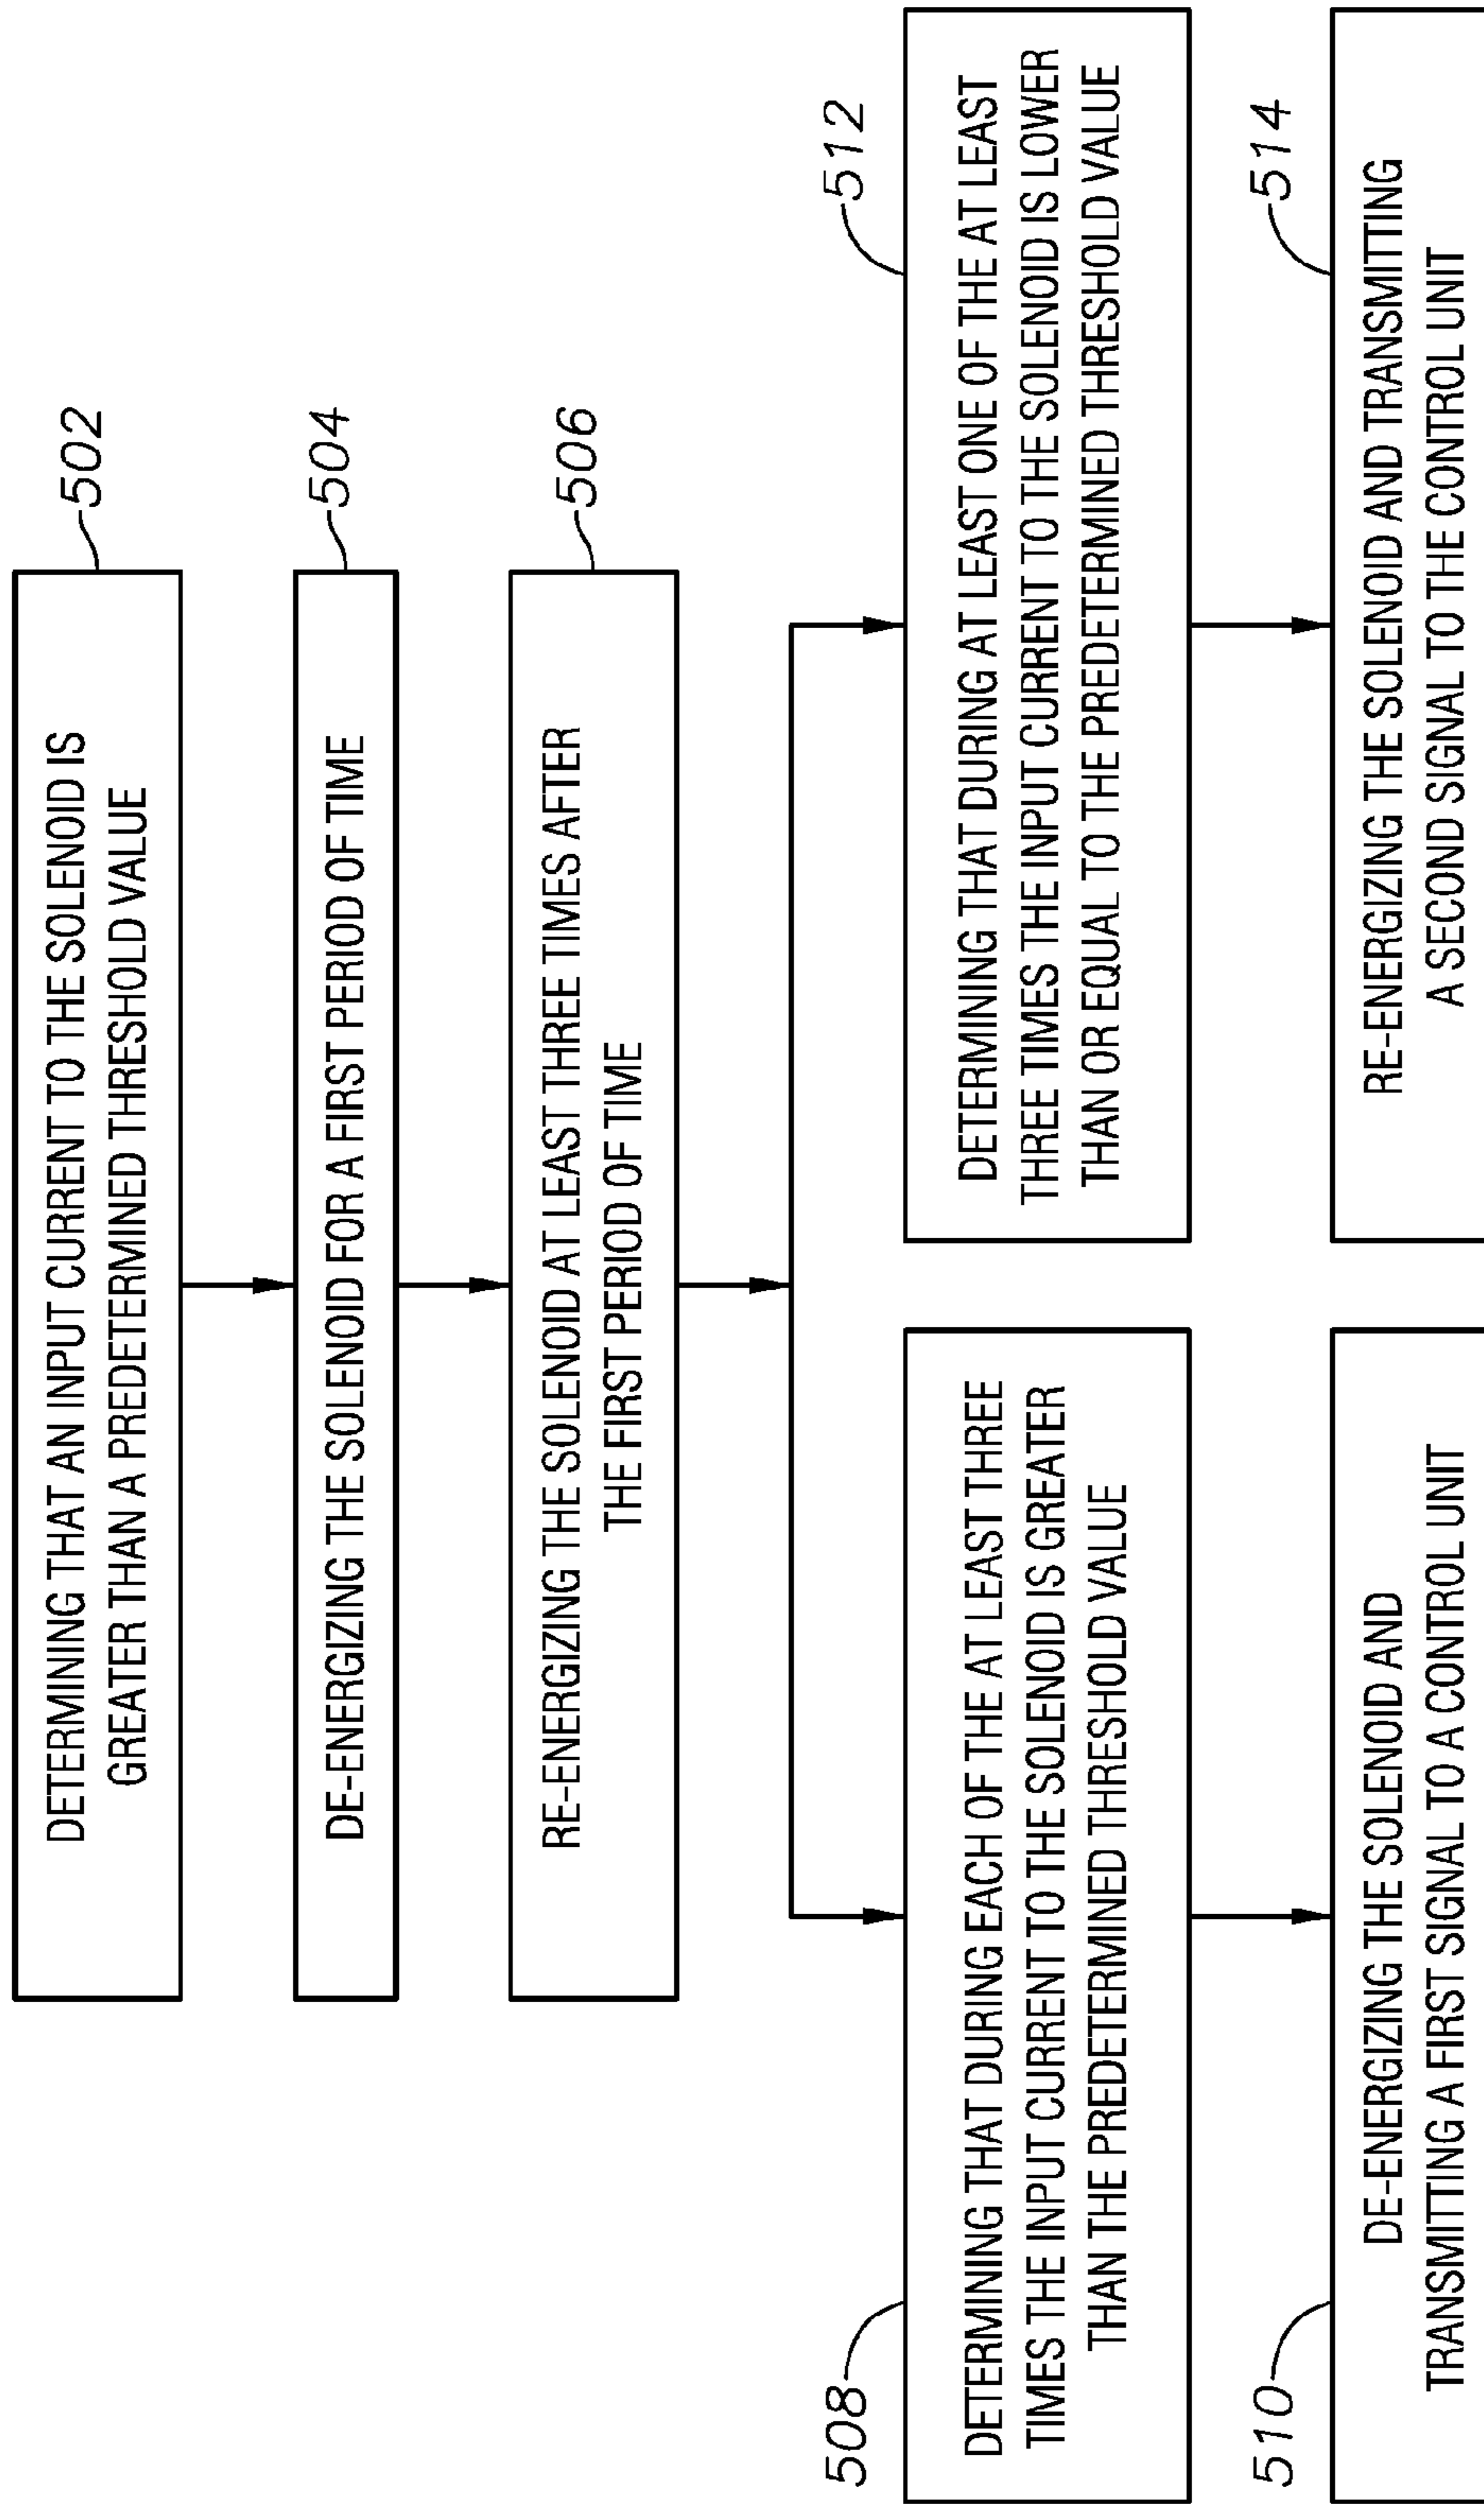 DETERMINING THAT AN INPUT CURRENT TO THE SOLENOID IS
GREATER THAN A PREDETERMINED THRESHOLD VALUE
502
DE-ENERGIZING THE SOLENOID FOR A FIRST PERIOD OF TIME
504
RE-ENERGIZING THE SOLENOID AT LEAST THREE TIMES AFTER
THE FIRST PERIOD OF TIME
506
508
DETERMINING THAT DURING EACH OF THE AT LEAST THREE
TIMES THE INPUT CURRENT TO THE SOLENOID IS GREATER
THAN THE PREDETERMINED THRESHOLD VALUE
512
DETERMINING THAT DURING AT LEAST ONE OF THE AT LEAST
THREE TIMES THE INPUT CURRENT TO THE SOLENOID IS LOWER
THAN OR EQUAL TO THE PREDETERMINED THRESHOLD VALUE
510
DE-ENERGIZING THE SOLENOID AND
TRANSMITTING A FIRST SIGNAL TO A CONTROL UNIT
514
RE-ENERGIZING THE SOLENOID AND TRANSMITTING
A SECOND SIGNAL TO THE CONTROL UNIT